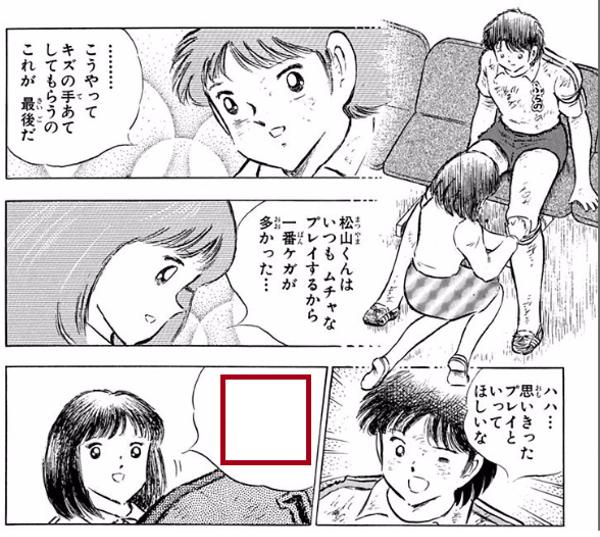 ………
こうやって
キズの手あて
してもらうの
これが 最後だ
松山くんは
いつも ムチャな
プレイするから
一番ケガが
多かった…
ハハ…
思いきった
プレイと
いって
ほしいな